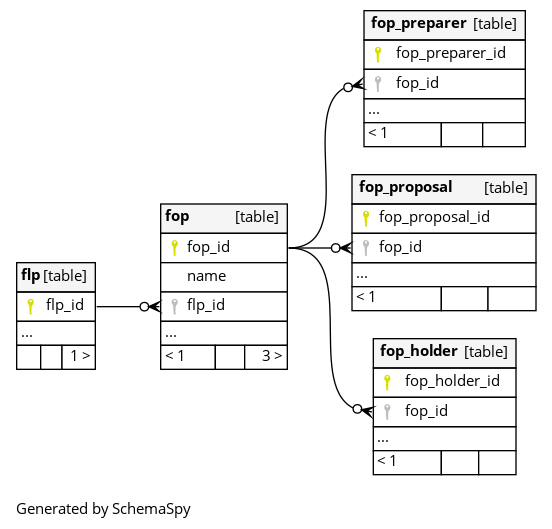 fop_preparer [table]
fop_preparer_id
fop_id
...
< 1
fop_proposal [table]
fop_proposal_id
fop_id
...
< 1
fop [table]
fop_id
name
flp_id
...
< 1 3 >
flp [table]
flp_id
...
1 >
fop_holder [table]
fop_holder_id
fop_id
...
< 1
Generated by SchemaSpy